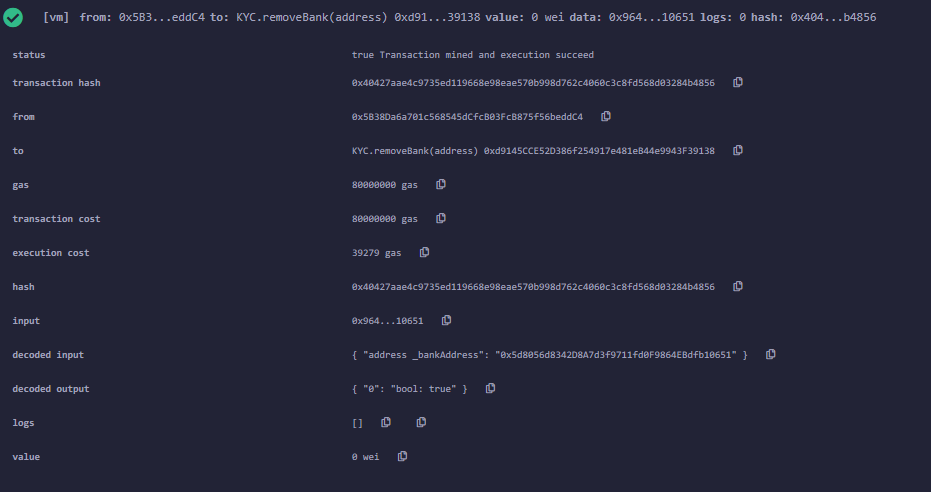 [vm] from: 0x5B3...eddC4 to: KYC.removeBank(address) 0xd91...39138 value: 0 wei data: 0x964...10651 logs: 0 hash: 0x404...b4856
status true Transaction mined and execution succeed
transaction hash 0x40427aae4c9735ed119668e98eae570b998d762c4060c3c8fd568d03284b4856
from 0x5B38Da6a701c568545dCfcB03FcB875f56beddC4
to KYC.removeBank(address) 0xd9145CCE52D386f254917e481eB44e9943F39138
gas 80000000 gas
transaction cost 80000000 gas
execution cost 39279 gas
hash 0x40427aae4c9735ed119668e98eae570b998d762c4060c3c8fd568d03284b4856
input 0x964...10651
decoded input { "address _bankAddress": "0x5d8056d8342D8A7d3f9711fd0F9864EBdfb10651" }
decoded output { "0": "bool: true" }
logs []
value 0 wei